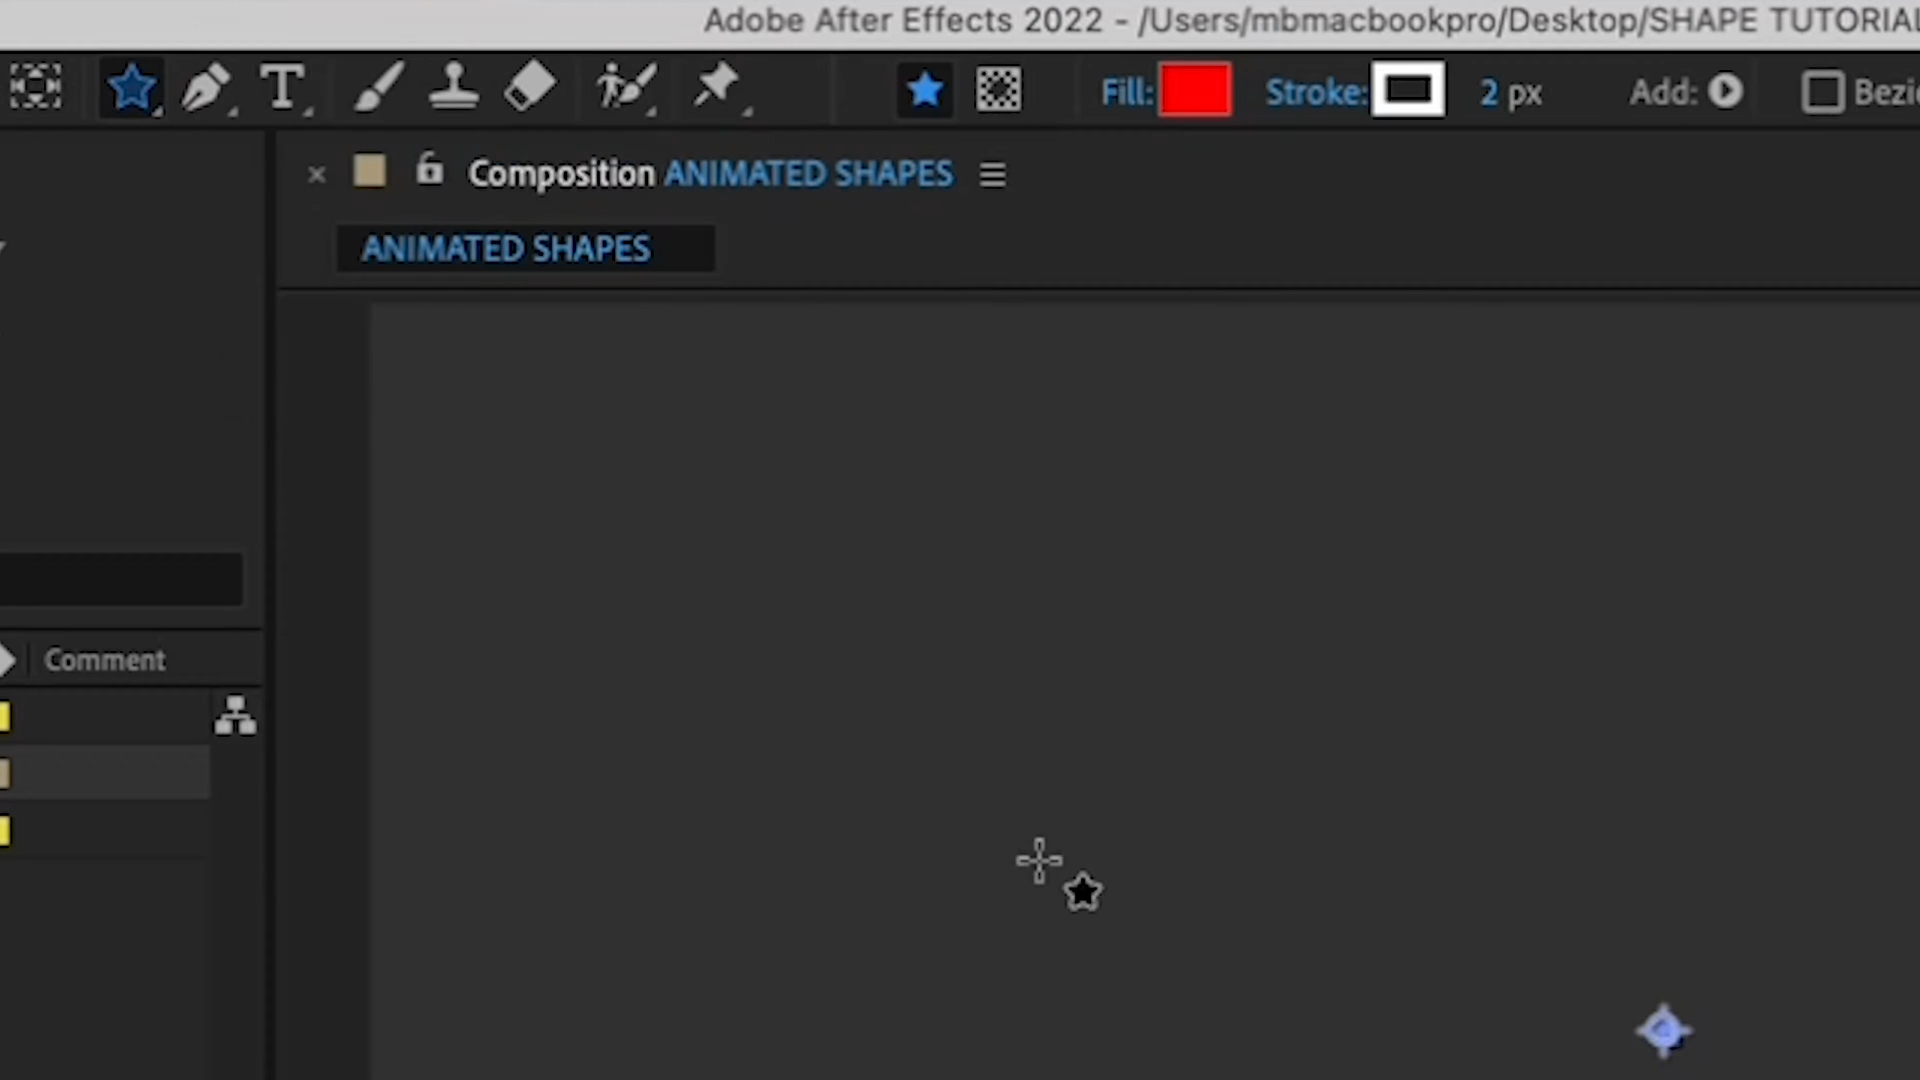 Adobe After Effects 2022 - /Users/mbmacbookpro/Desktop/SHAPE TUTORIAL
T Fill: Stroke: 2 px Add: Bezie
Composition ANIMATED SHAPES
ANIMATED SHAPES
Comment